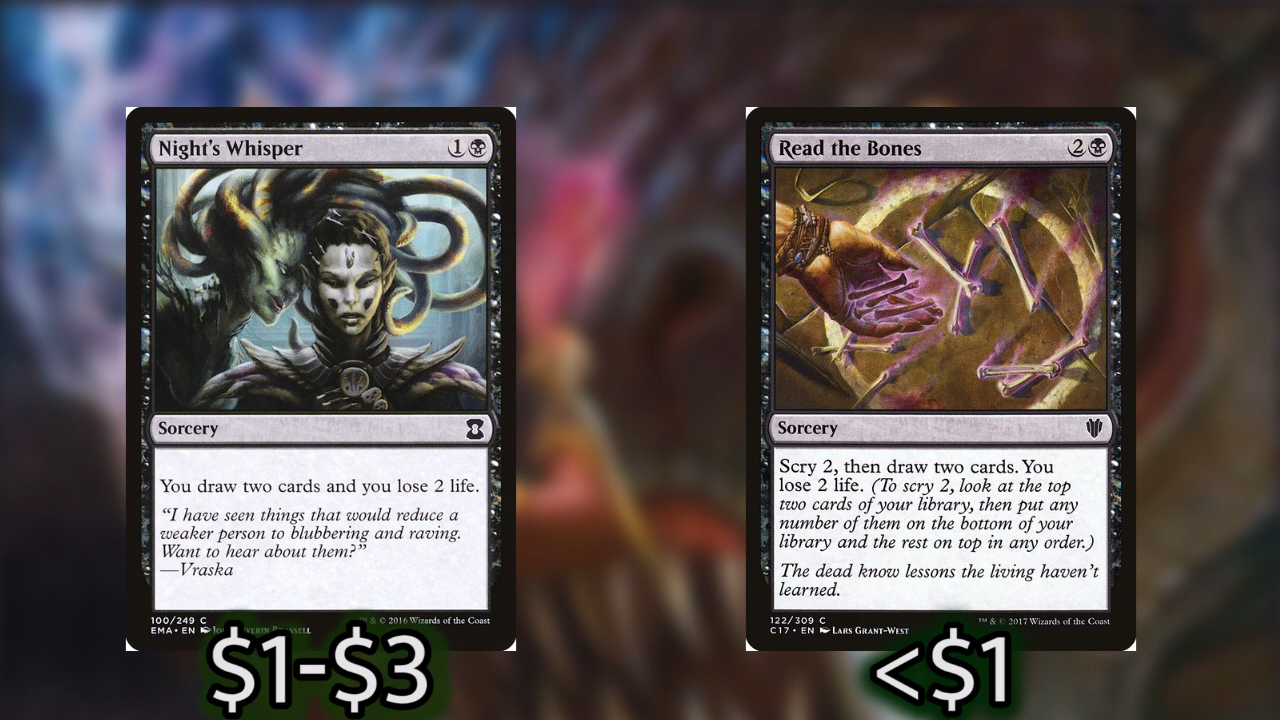 Night's Whisper 1
Sorcery
You draw two cards and you lose 2 life.
“I have seen things that would reduce a
weaker person to blubbering and raving.
Want to hear about them?”
—Vraska
100/249 C
EMA • EN
™ & © 2016 Wizards of the Coast
$1-$3
Read the Bones 2
Sorcery
Scry 2, then draw two cards. You
lose 2 life. (To scry 2, look at the top
two cards of your library, then put any
number of them on the bottom of your
library and the rest on top in any order.)
The dead know lessons the living haven’t
learned.
122/309 C
C17 • EN Lars Grant-West
™ & © 2017 Wizards of the Coast
<$1